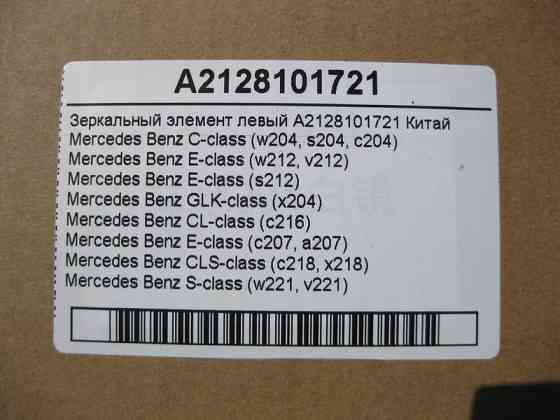 A2128101721
Зеркальный элемент левый A2128101721 Китай
Mercedes Benz C-class (w204, s204, c204)
Mercedes Benz E-class (w212, v212)
Mercedes Benz E-class (s212)
Mercedes Benz GLK-class (x204)
Mercedes Benz CL-class (c216)
Mercedes Benz E-class (c207, a207)
Mercedes Benz CLS-class (c218, x218)
Mercedes Benz S-class (w221, v221)